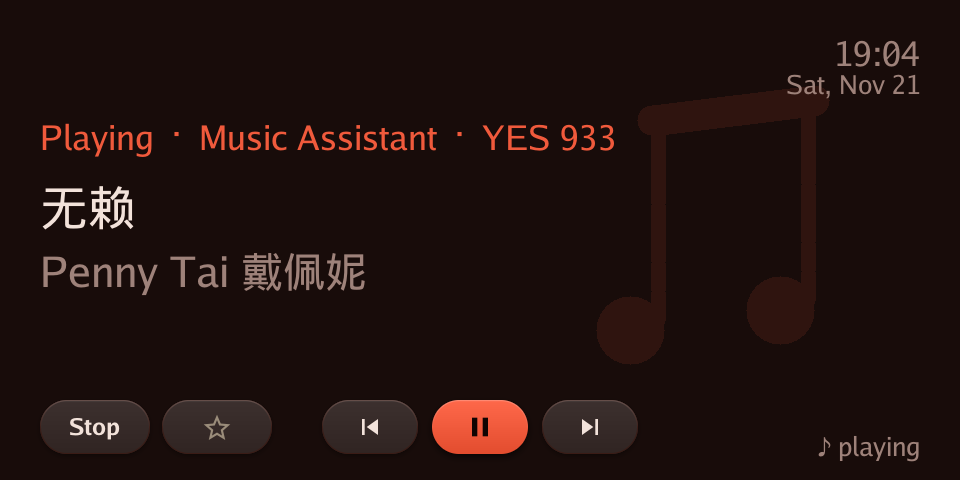 19:04
Sat, Nov 21
Playing · Music Assistant · YES 933
无赖
Penny Tai 戴佩妮
Stop
♪ playing